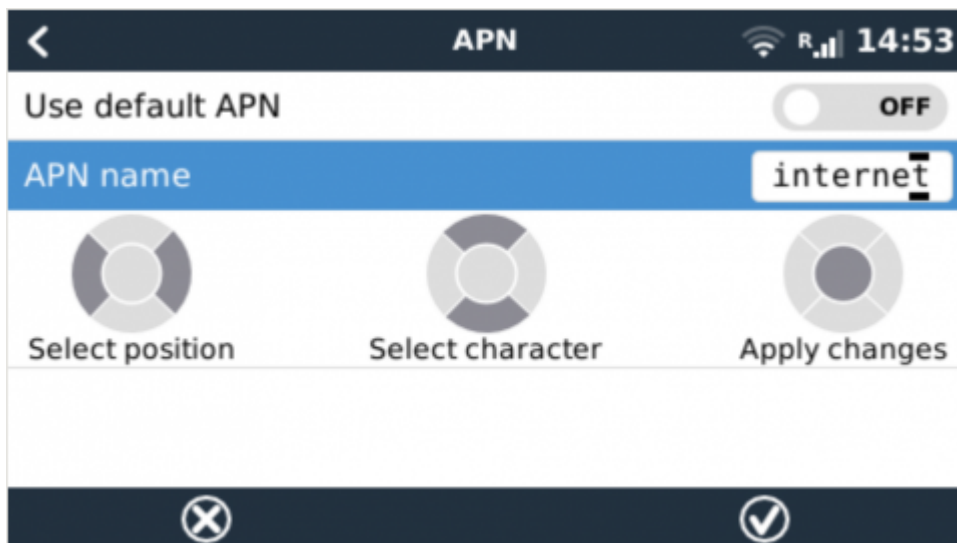 APN R 14:53
Use default APN OFF
APN name internet
Select position Select character Apply changes